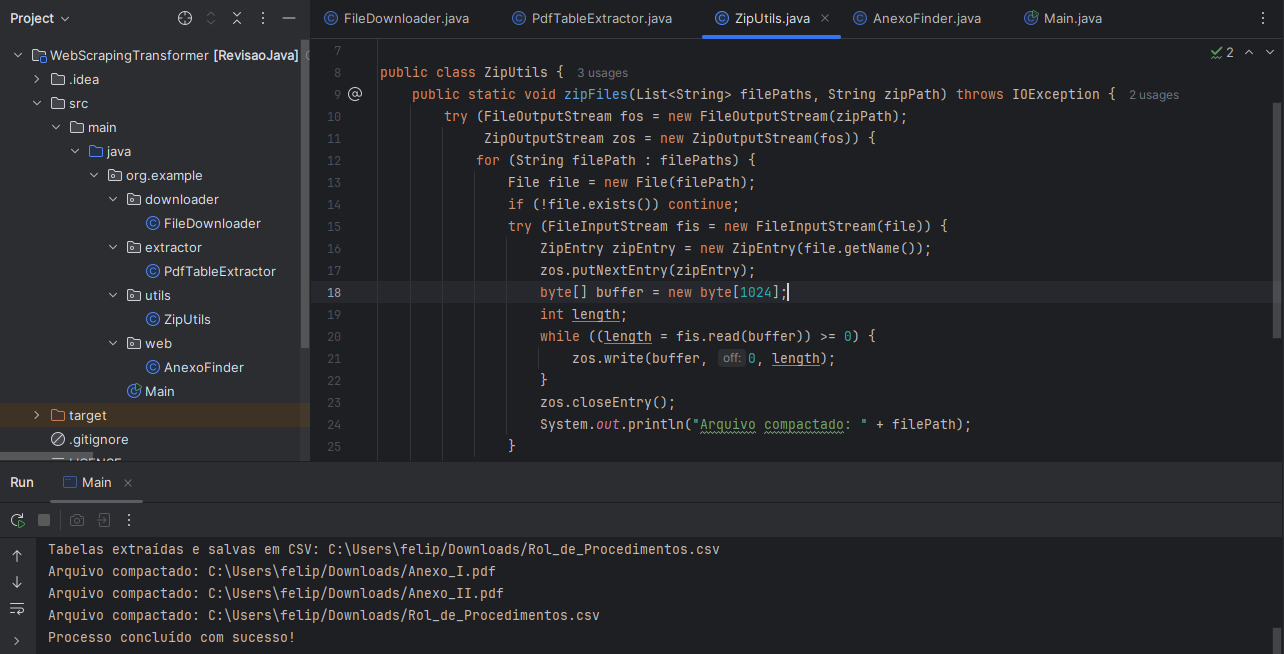 Project
FileDownloader.java
PdfTableExtractor.java
ZipUtils.java
AnexoFinder.java
Main.java
WebScrapingTransformer [RevisaoJava]
.idea
src
main
java
org.example
downloader
FileDownloader
extractor
PdfTableExtractor
utils
ZipUtils
web
AnexoFinder
Main
target
.gitignore
2
7
8 public class ZipUtils { 3 usages
9 @ public static void zipFiles(List<String> filePaths, String zipPath) throws IOException { 2 usages
10 try (FileOutputStream fos = new FileOutputStream(zipPath);
11 ZipOutputStream zos = new ZipOutputStream(fos)) {
12 for (String filePath : filePaths) {
13 File file = new File(filePath);
14 if (!file.exists()) continue;
15 try (FileInputStream fis = new FileInputStream(file)) {
16 ZipEntry zipEntry = new ZipEntry(file.getName());
17 zos.putNextEntry(zipEntry);
18 byte[] buffer = new byte[1024];
19 int length;
20 while ((length = fis.read(buffer)) >= 0) {
21 zos.write(buffer, off: 0, length);
22 }
23 zos.closeEntry();
24 System.out.println("Arquivo compactado: " + filePath);
25 }
Run
Main
Tabelas extraídas e salvas em CSV: C:\Users\felip/Downloads/Rol_de_Procedimentos.csv
Arquivo compactado: C:\Users\felip/Downloads/Anexo_I.pdf
Arquivo compactado: C:\Users\felip/Downloads/Anexo_II.pdf
Arquivo compactado: C:\Users\felip/Downloads/Rol_de_Procedimentos.csv
Processo concluído com sucesso!